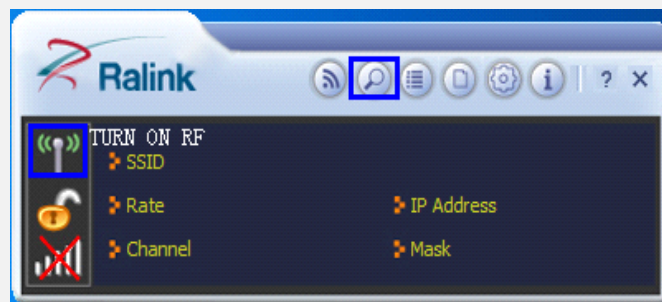 Ralink
i ? ×
TURN ON RF
SSID
Rate IP Address
Channel Mask